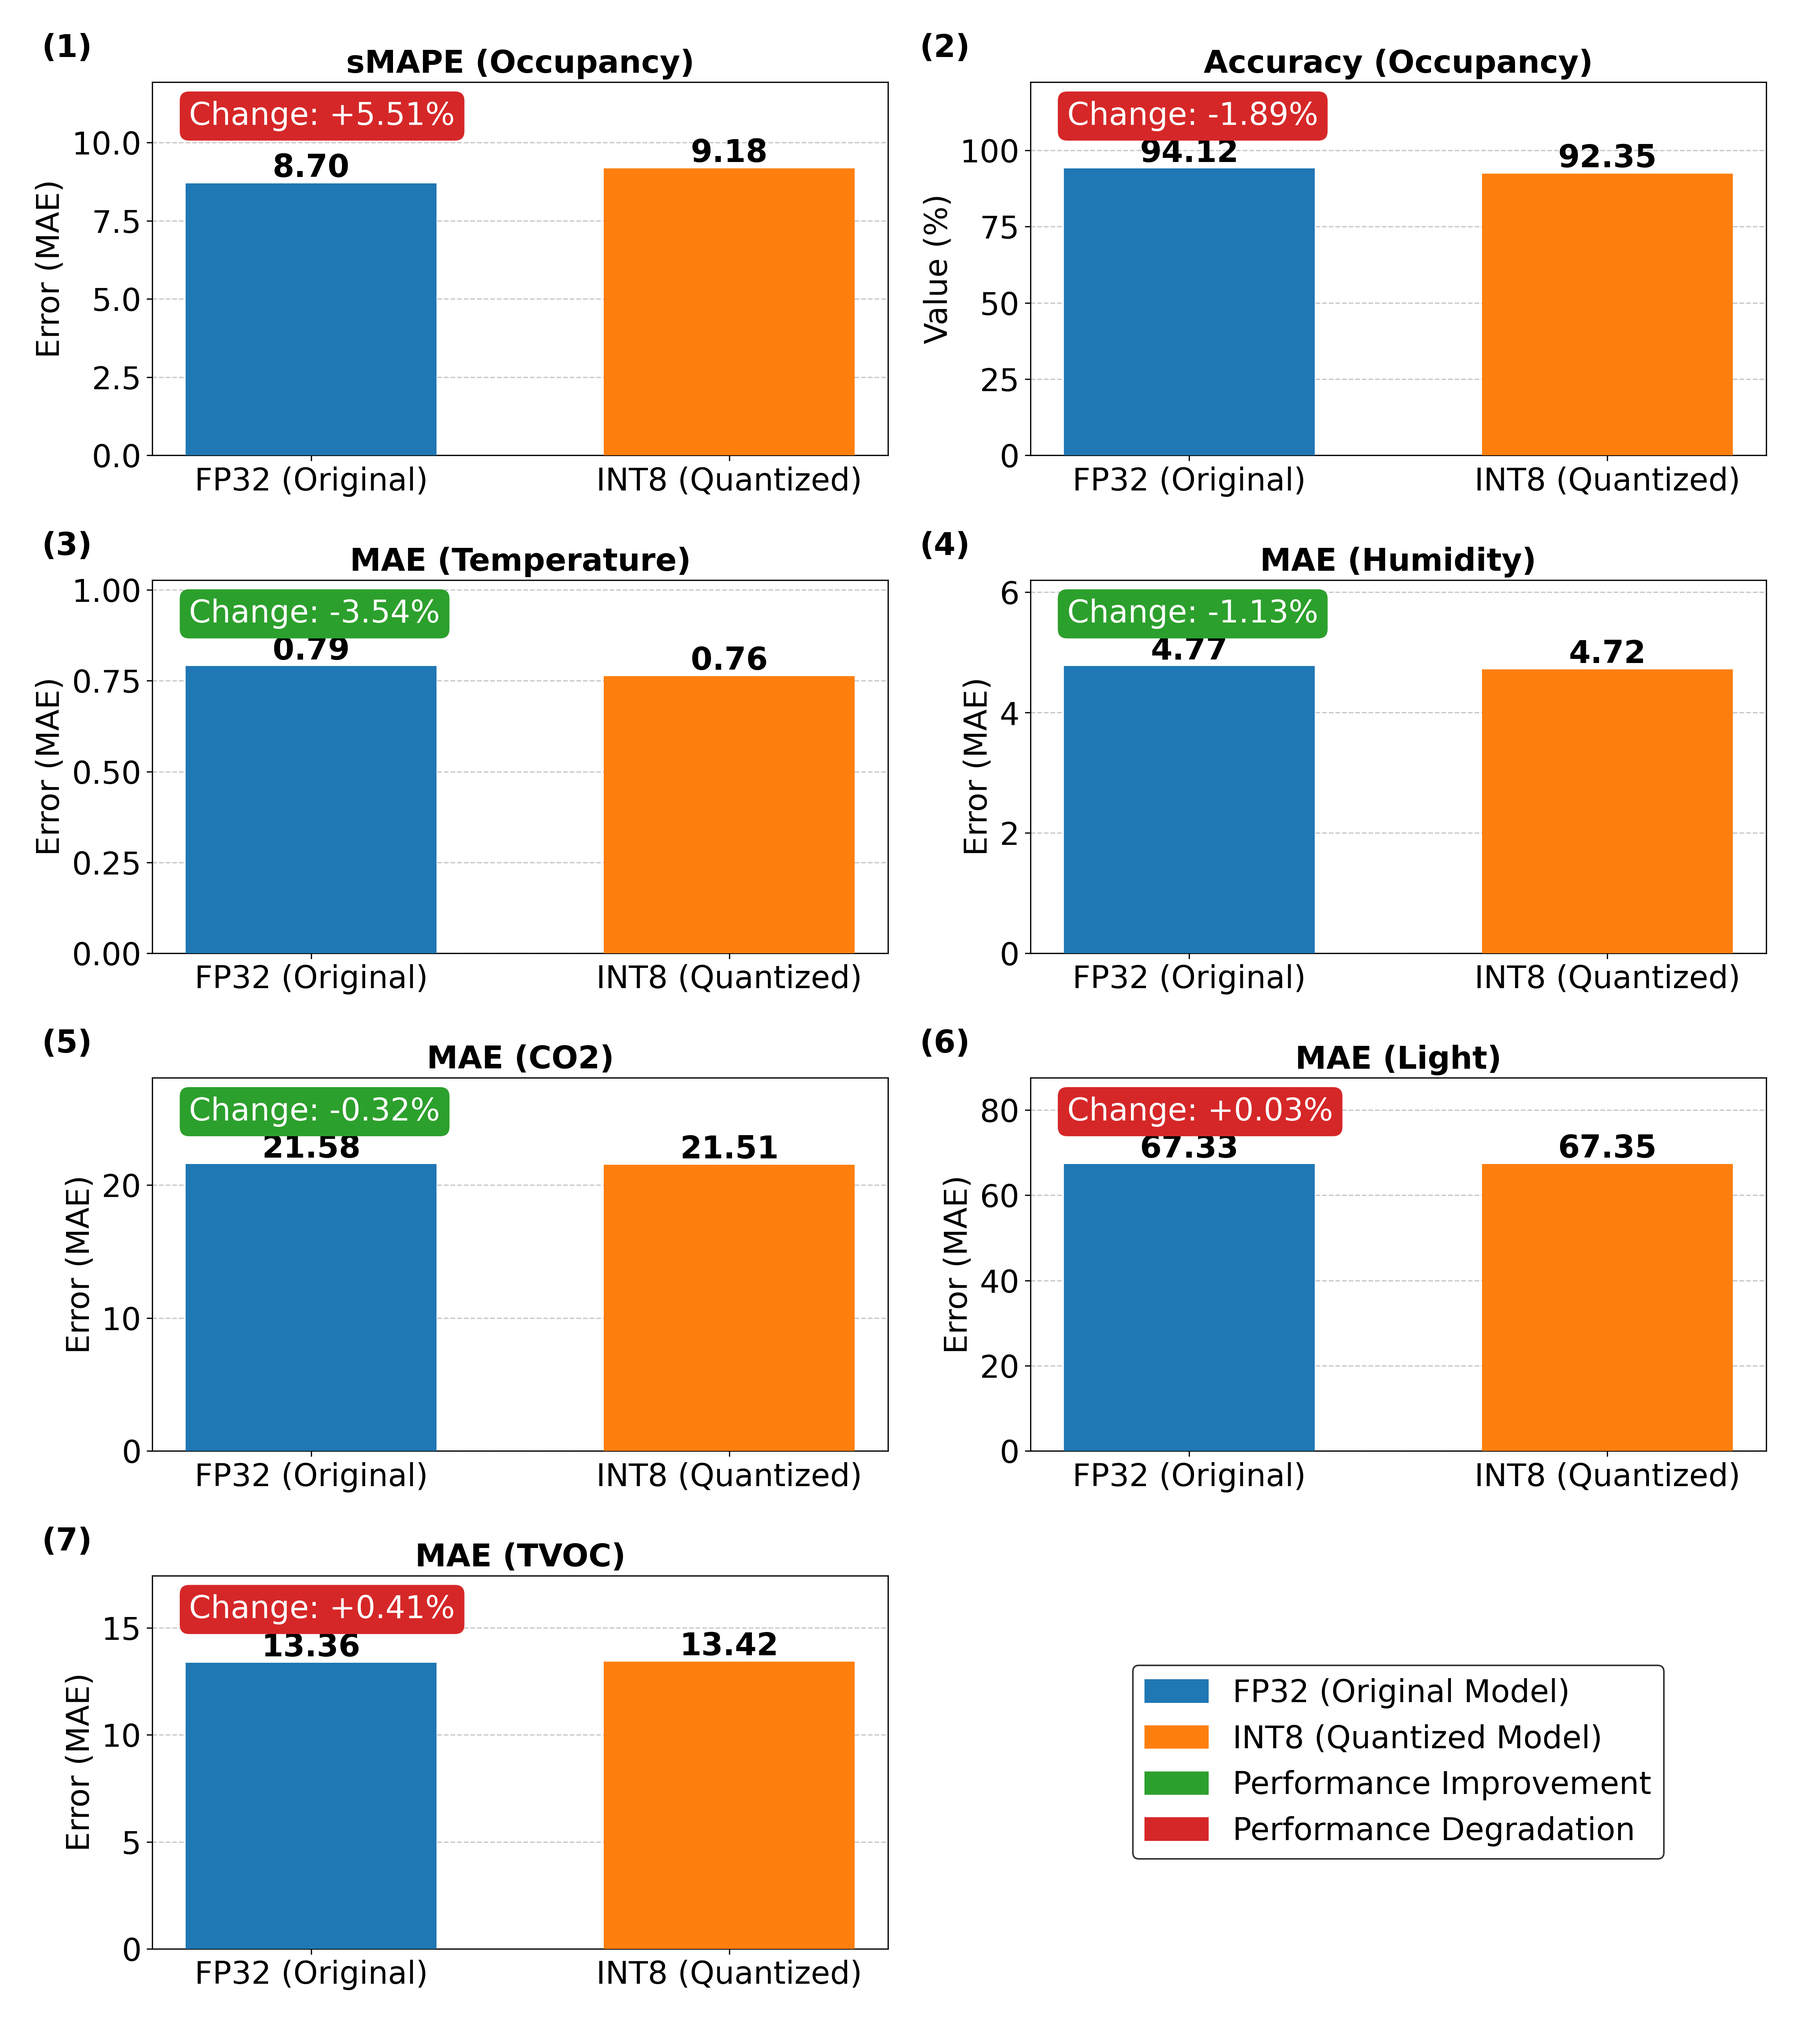 (1)
sMAPE (Occupancy)
Change: +5.51%
8.70
9.18
Error (MAE)
10.0
7.5
5.0
2.5
0.0
FP32 (Original)
INT8 (Quantized)
(2)
Accuracy (Occupancy)
Change: -1.89%
94.12
92.35
Value (%)
100
75
50
25
0
FP32 (Original)
INT8 (Quantized)
(3)
MAE (Temperature)
Change: -3.54%
0.79
0.76
Error (MAE)
1.00
0.75
0.50
0.25
0.00
FP32 (Original)
INT8 (Quantized)
(4)
MAE (Humidity)
Change: -1.13%
4.77
4.72
Error (MAE)
6
4
2
0
FP32 (Original)
INT8 (Quantized)
(5)
MAE (CO2)
Change: -0.32%
21.58
21.51
Error (MAE)
20
10
0
FP32 (Original)
INT8 (Quantized)
(6)
MAE (Light)
Change: +0.03%
67.33
67.35
Error (MAE)
80
60
40
20
0
FP32 (Original)
INT8 (Quantized)
(7)
MAE (TVOC)
Change: +0.41%
13.36
13.42
Error (MAE)
15
10
5
0
FP32 (Original)
INT8 (Quantized)
FP32 (Original Model)
INT8 (Quantized Model)
Performance Improvement
Performance Degradation